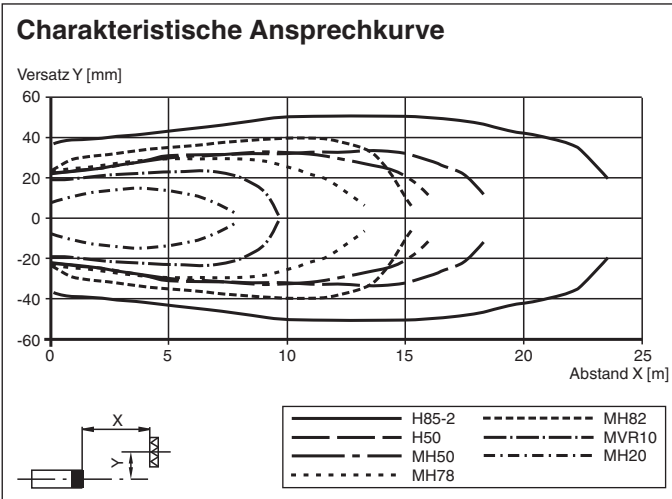 Charakteristische Ansprechkurve
Versatz Y [mm]
60
40
20
0
-20
-40
-60
0 5 10 15 20 25
Abstand X [m]
X
Y
H85-2 MH82
H50 MVR10
MH50 MH20
MH78